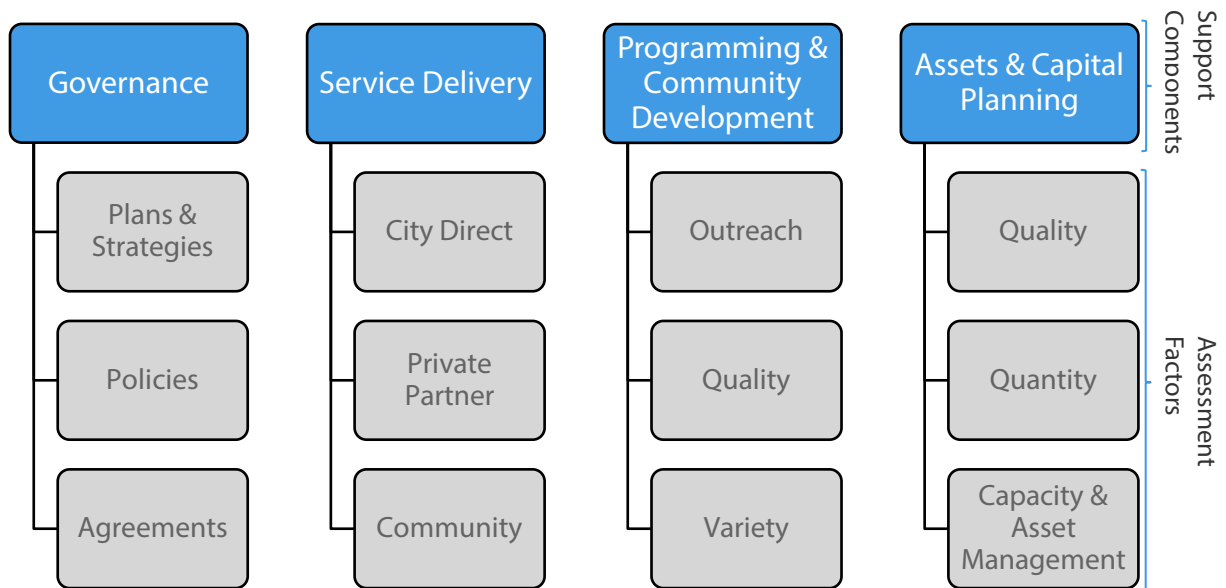 Governance
Service Delivery
Programming &
Community
Development
Assets & Capital
Planning
Support
Components
Plans &
Strategies
City Direct
Outreach
Quality
Policies
Private
Partner
Quality
Quantity
Assessment
Factors
Agreements
Community
Variety
Capacity &
Asset
Management